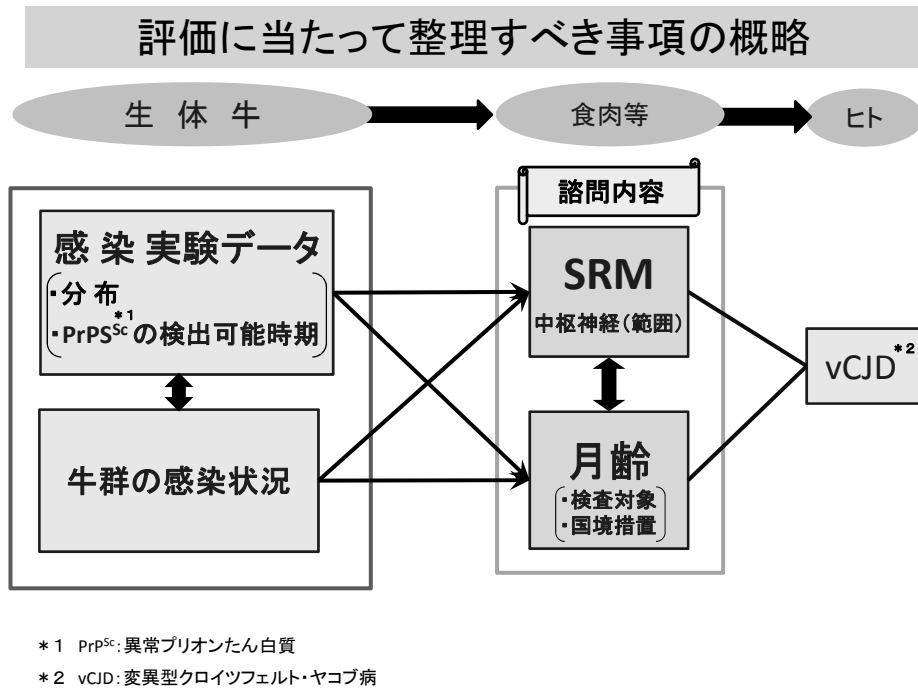 評価に当たって整理すべき事項の概略
生 体 牛
食肉等
ヒト
諮問内容
感 染 実験データ
・分 布
・PrPSSc*1の検出可能時期
牛群の感染状況
SRM
中枢神経(範囲)
月齢
・検査対象
・国境措置
vCJD*2
*1 PrPSc:異常プリオンたん白質
*2 vCJD:変異型クロイツフェルト・ヤコブ病